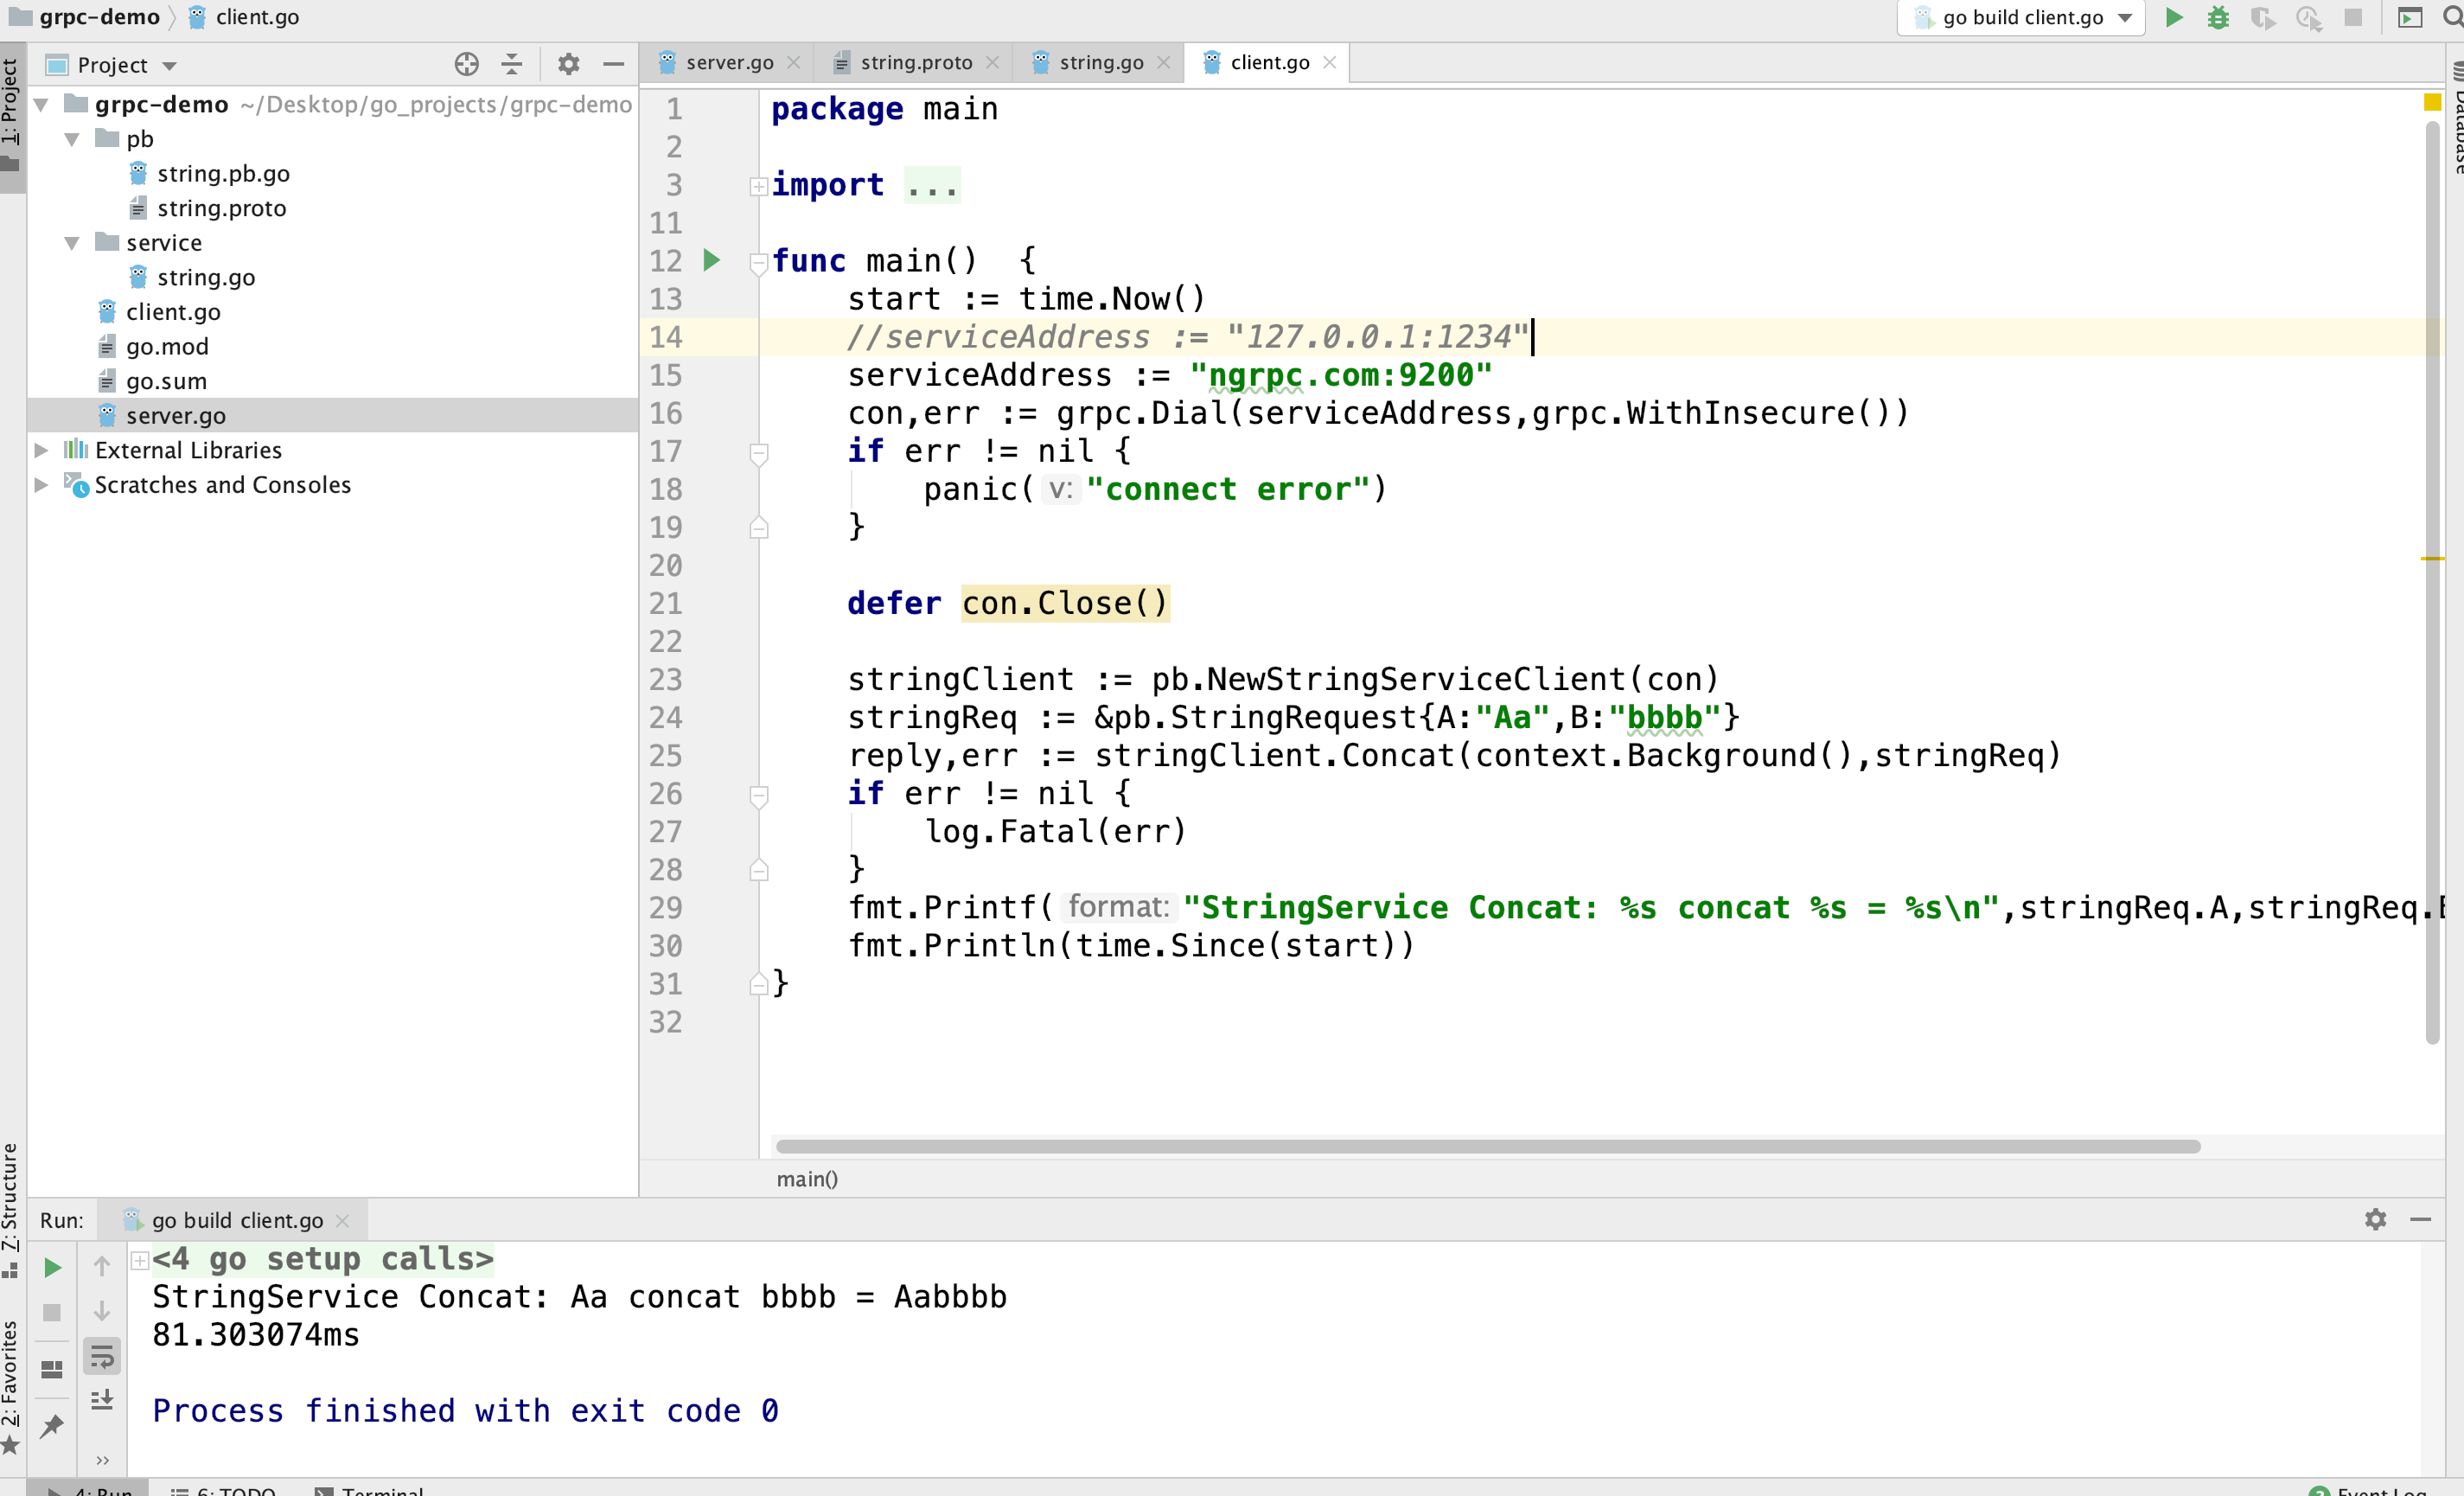 grpc-demo client.go
go build client.go
1: Project
Project
server.go string.proto string.go client.go
grpc-demo ~/Desktop/go_projects/grpc-demo
pb
string.pb.go
string.proto
service
string.go
client.go
go.mod
go.sum
server.go
External Libraries
Scratches and Consoles
1 package main
2
3 import ...
11
12 func main()  {
13 start := time.Now()
14 //serviceAddress := "127.0.0.1:1234"
15 serviceAddress := "ngrpc.com:9200"
16 con,err := grpc.Dial(serviceAddress,grpc.WithInsecure())
17 if err != nil {
18 panic( v: "connect error")
19 }
20
21 defer con.Close()
22
23 stringClient := pb.NewStringServiceClient(con)
24 stringReq := &pb.StringRequest{A:"Aa",B:"bbbb"}
25 reply,err := stringClient.Concat(context.Background(),stringReq)
26 if err != nil {
27 log.Fatal(err)
28 }
29 fmt.Printf( format: "StringService Concat: %s concat %s = %s\n",stringReq.A,stringReq.
30 fmt.Println(time.Since(start))
31 }
32
main()
Database
7: Structure
2: Favorites
Run: go build client.go
<4 go setup calls>
StringService Concat: Aa concat bbbb = Aabbbb
81.303074ms
Process finished with exit code 0
4: Run 6: TODO Terminal Event Log